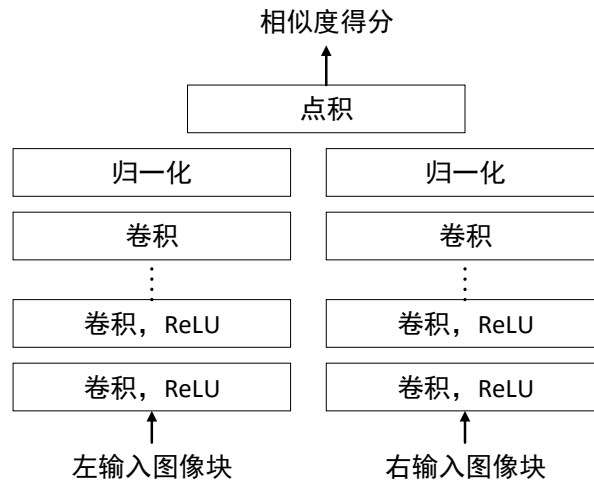 相似度得分
点积
归一化 归一化
卷积 卷积
卷积，ReLU 卷积，ReLU
卷积，ReLU 卷积，ReLU
左输入图像块 右输入图像块